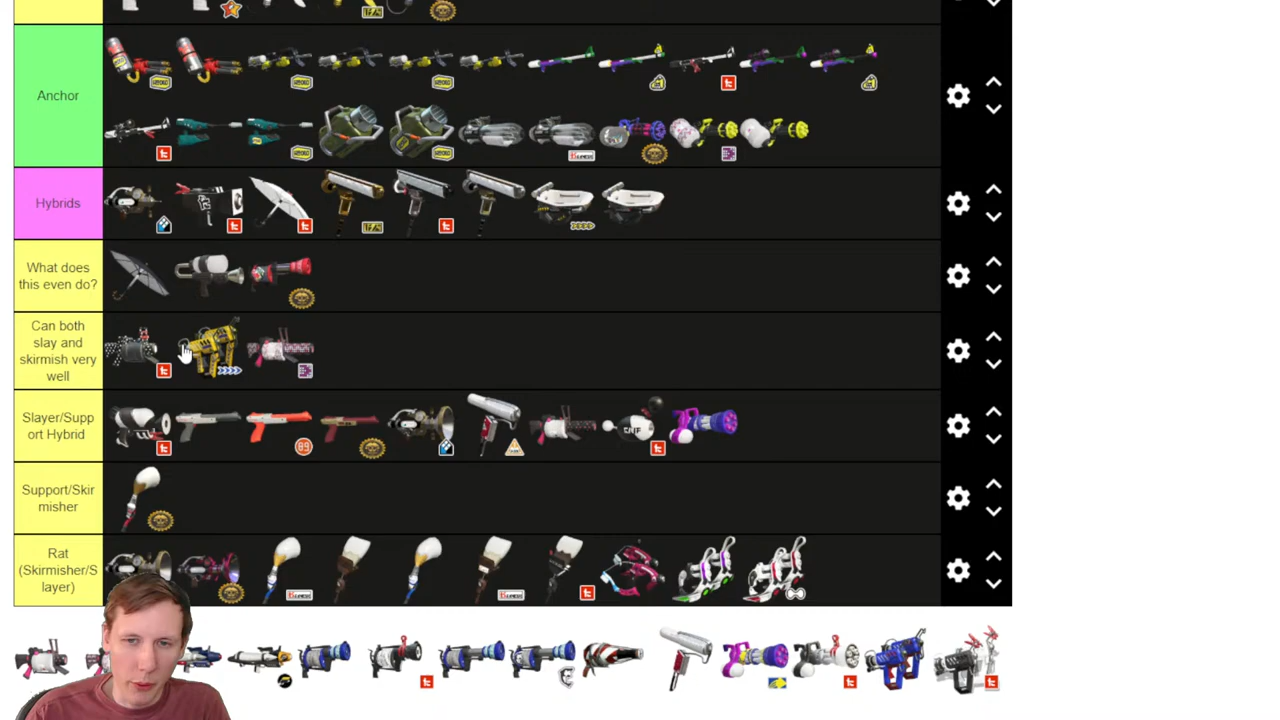 Anchor
Hybrids
What does
this even do?
Can both
slay and
skirmish very
well
Slayer/Supp
ort Hybrid
Support/Skir
misher
Rat
(Skirmisher/S
layer)